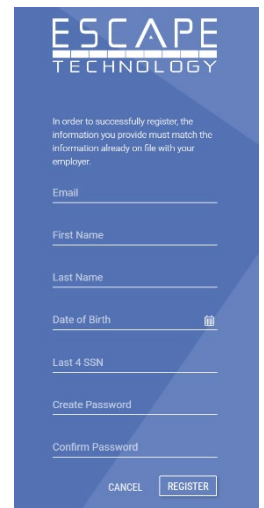 ESCAPE
TECHNOLOGY
In order to successfully register, the
information you provide must match the
information already on file with your
employer.
Email
First Name
Last Name
Date of Birth
Last 4 SSN
Create Password
Confirm Password
CANCEL REGISTER